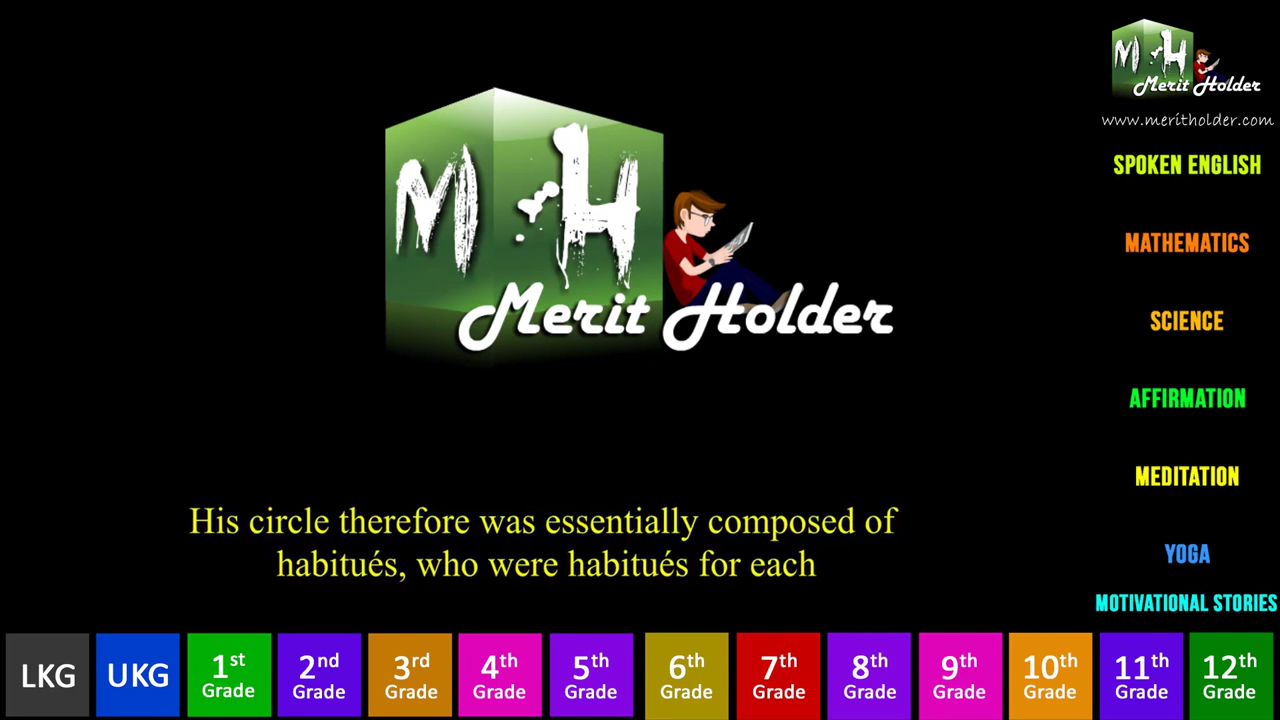 M H
Merit Holder
www.meritholder.com
SPOKEN ENGLISH
MATHEMATICS
SCIENCE
AFFIRMATION
MEDITATION
YOGA
MOTIVATIONAL STORIES
M H
Merit Holder
His circle therefore was essentially composed of
habitués, who were habitués for each
LKG
UKG
1st
Grade
2nd
Grade
3rd
Grade
4th
Grade
5th
Grade
6th
Grade
7th
Grade
8th
Grade
9th
Grade
10th
Grade
11th
Grade
12th
Grade